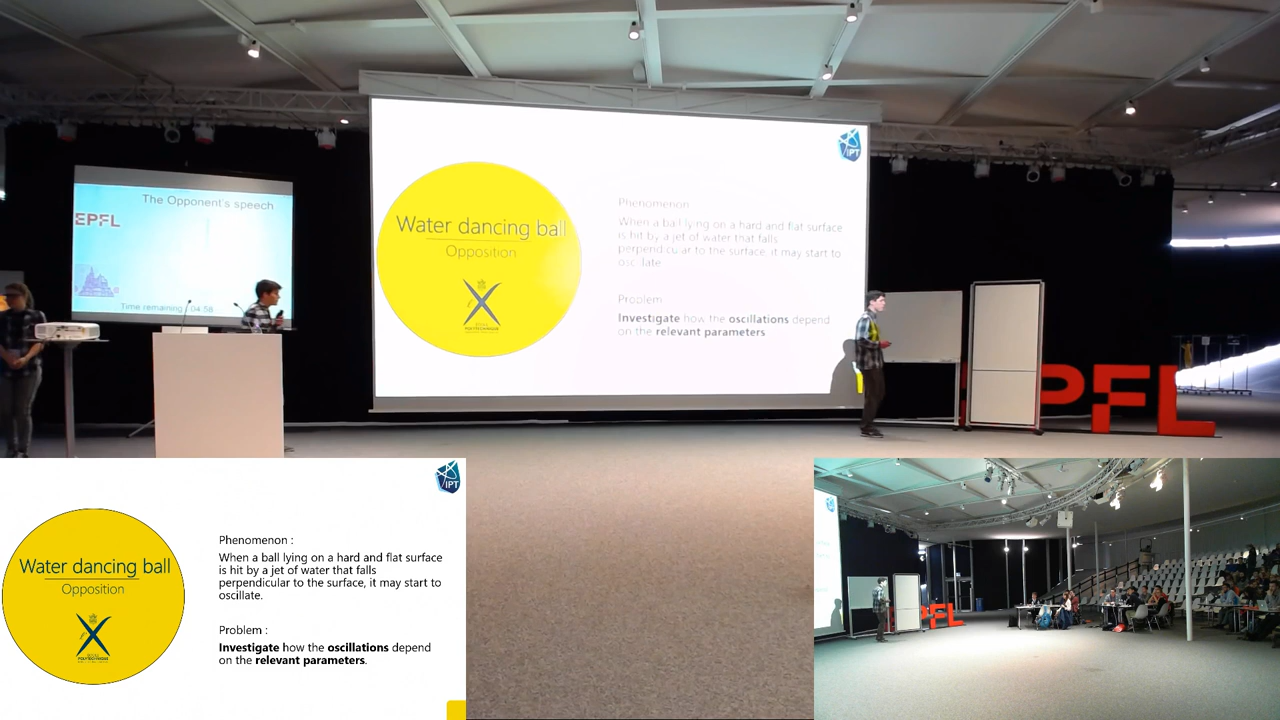 The Opponent's speech
EPFL
Time remaining : 04:58
IPT
Water dancing ball
Opposition
Phenomenon
When a ball lying on a hard and flat surface
is hit by a jet of water that falls
perpendicular to the surface, it may start to
oscillate
Problem
Investigate how the oscillations depend
on the relevant parameters
PFL
IPT
Water dancing ball
Opposition
Phenomenon :
When a ball lying on a hard and flat surface
is hit by a jet of water that falls
perpendicular to the surface, it may start to
oscillate.
Problem :
Investigate how the oscillations depend
on the relevant parameters.
EPFL